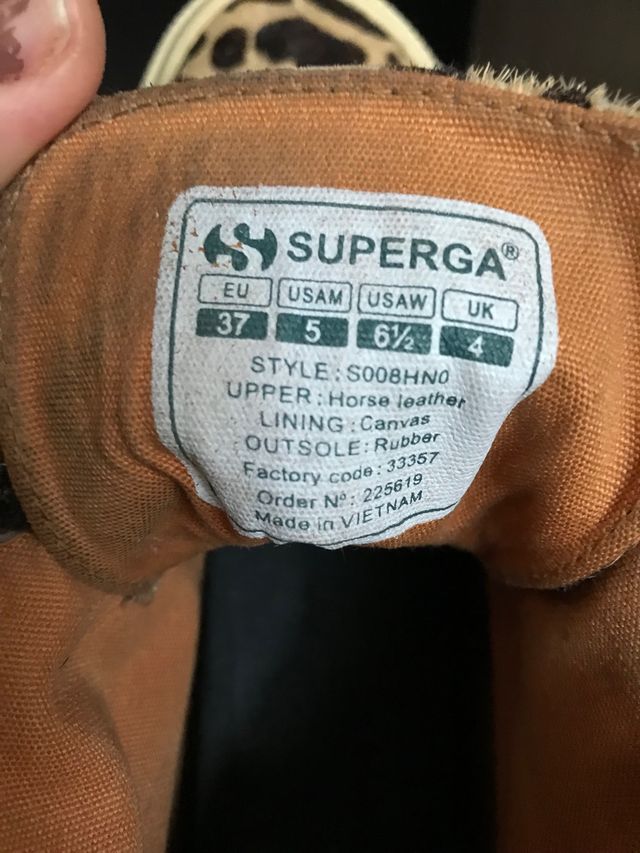 SUPERGA®
EU USAM USAW UK
37 5 6½ 4
STYLE : S008HN0
UPPER : Horse leather
LINING : Canvas
OUTSOLE : Rubber
Factory code : 33357
Order Nº : 225619
Made in VIETNAM